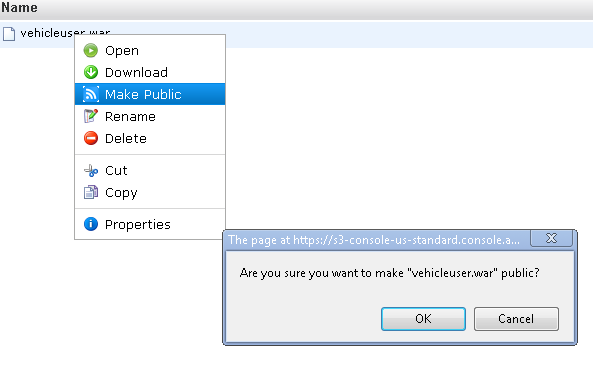 Name
vehicleuser.war
Open
Download
Make Public
Rename
Delete
Cut
Copy
Properties
The page at https://s3-console-us-standard.console.a...
Are you sure you want to make "vehicleuser.war" public?
OK
Cancel